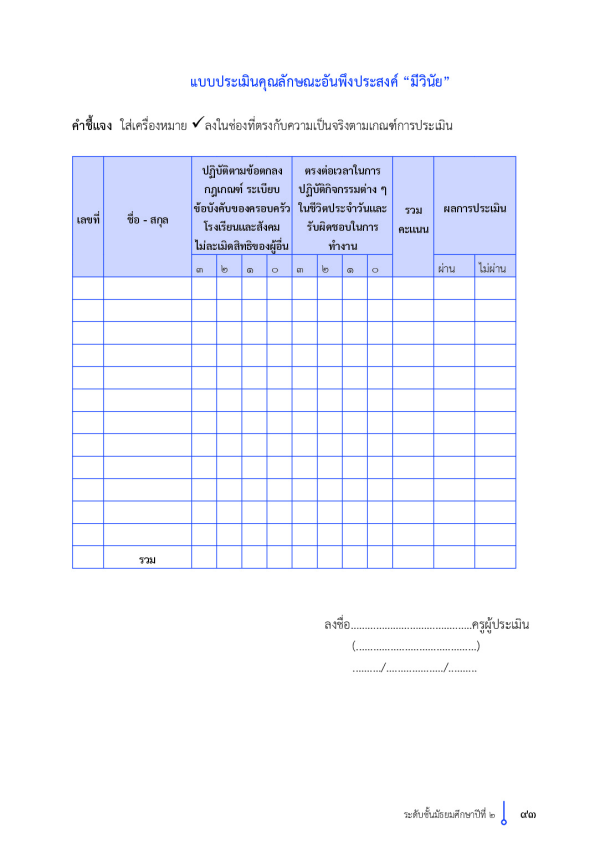 แบบประเมินคุณลักษณะอันพึงประสงค์ “มีวินัย”
คำชี้แจง ใส่เครื่องหมาย ✓ลงในช่องที่ตรงกับความเป็นจริงตามเกณฑ์การประเมิน
เลขที่
ชื่อ - สกุล
ปฏิบัติตามข้อตกลง
กฎเกณฑ์ ระเบียบ
ข้อบังคับของครอบครัว
โรงเรียนและสังคม
ไม่ละเมิดสิทธิของผู้อื่น
ตรงต่อเวลาในการ
ปฏิบัติกิจกรรมต่าง ๆ
ในชีวิตประจำวันและ
รับผิดชอบในการ
ทำงาน
รวม
คะแนน
ผลการประเมิน
๓ ๒ ๑ ๐ ๓ ๒ ๑ ๐ ผ่าน ไม่ผ่าน
รวม
ลงชื่อ...........................................ครูผู้ประเมิน
(..........................................)
........../..................../..........
ระดับชั้นมัธยมศึกษาปีที่ ๒ ๙๓